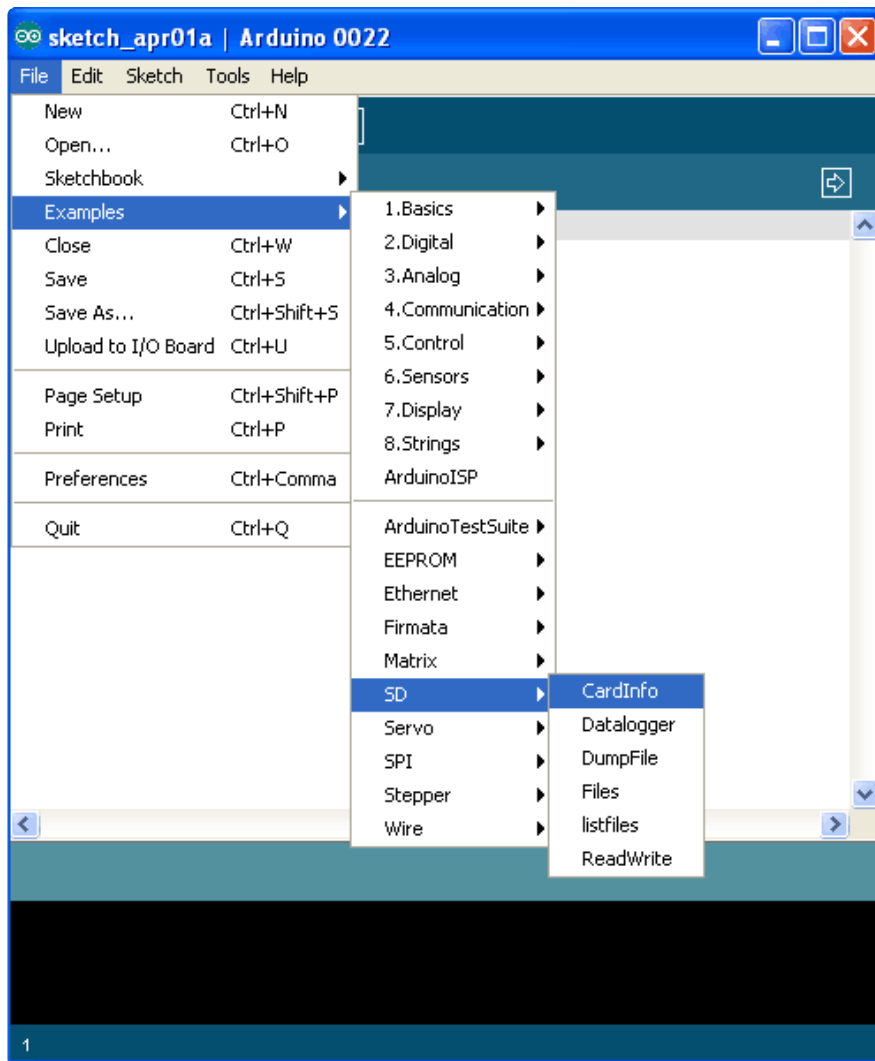 sketch_apr01a | Arduino 0022
File Edit Sketch Tools Help
New Ctrl+N
Open... Ctrl+O
Sketchbook
Examples
Close Ctrl+W
Save Ctrl+S
Save As... Ctrl+Shift+S
Upload to I/O Board Ctrl+U
Page Setup Ctrl+Shift+P
Print Ctrl+P
Preferences Ctrl+Comma
Quit Ctrl+Q
1.Basics
2.Digital
3.Analog
4.Communication
5.Control
6.Sensors
7.Display
8.Strings
ArduinoISP
ArduinoTestSuite
EEPROM
Ethernet
Firmata
Matrix
SD
Servo
SPI
Stepper
Wire
CardInfo
Datalogger
DumpFile
Files
listfiles
ReadWrite
1